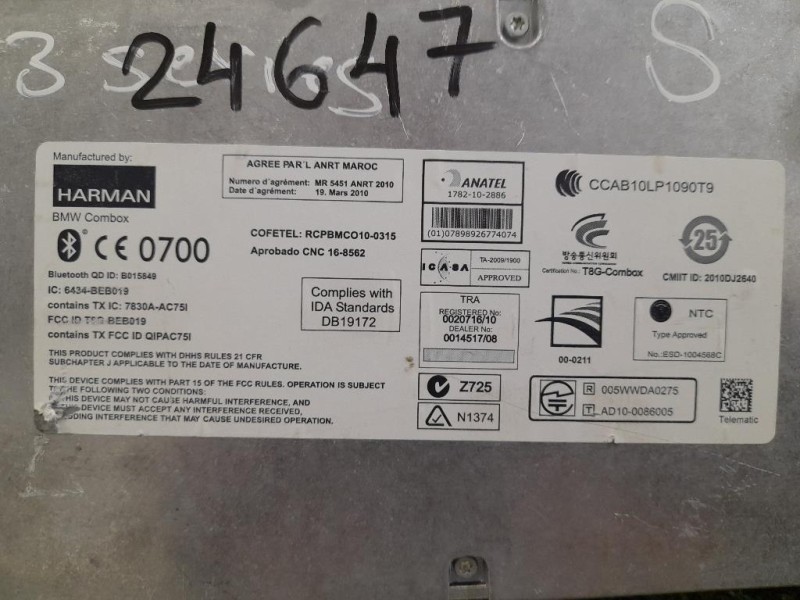 3 series
24647
S
Manufactured by:
HARMAN
BMW Combox
CE 0700
Bluetooth QD ID: B015849
IC: 6434-BEB019
contains TX IC: 7830A-AC75I
FCC ID T8G-BEB019
contains TX FCC ID QIPAC75I
THIS PRODUCT COMPLIES WITH DHHS RULES 21 CFR
SUBCHAPTER J APPLICABLE TO THE DATE OF MANUFACTURE.
THIS DEVICE COMPLIES WITH PART 15 OF THE FCC RULES. OPERATION IS SUBJECT
THE FOLLOWING TWO CONDITIONS:
THIS DEVICE MAY NOT CAUSE HARMFUL INTERFERENCE, AND
DEVICE MUST ACCEPT ANY INTERFERENCE RECEIVED,
INTERFERENCE THAT MAY CAUSE UNDESIRED OPERATION.
AGREE PAR'L ANRT MAROC
Numero d'agrément: MR 5451 ANRT 2010
Date d'agrément: 19. Mars 2010
COFETEL: RCPBMCO10-0315
Aprobado CNC 16-8562
Complies with
IDA Standards
DB19172
ANATEL
1782-10-2886
(01)07898926774074
ICASA
TA-2009/1900
APPROVED
TRA
REGISTERED No:
0020716/10
DEALER No:
0014517/08
Z725
N1374
CCAB10LP1090T9
방송통신위원회
Certification No.: T8G-Combox
25
CMIIT ID: 2010DJ2640
00-0211
NTC
Type Approved
No.:ESD-1004568C
R 005WWDA0275
T AD10-0086005
Telematic